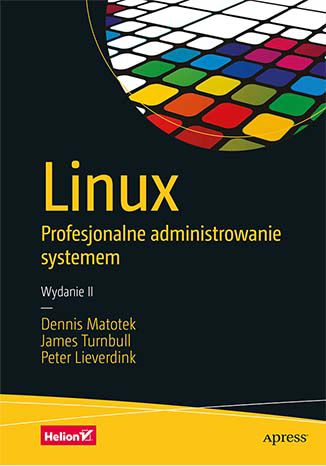 Linux
Profesjonalne administrowanie
systemem
Wydanie II
Dennis Matotek
James Turnbull
Peter Lieverdink
Helion
Apress®